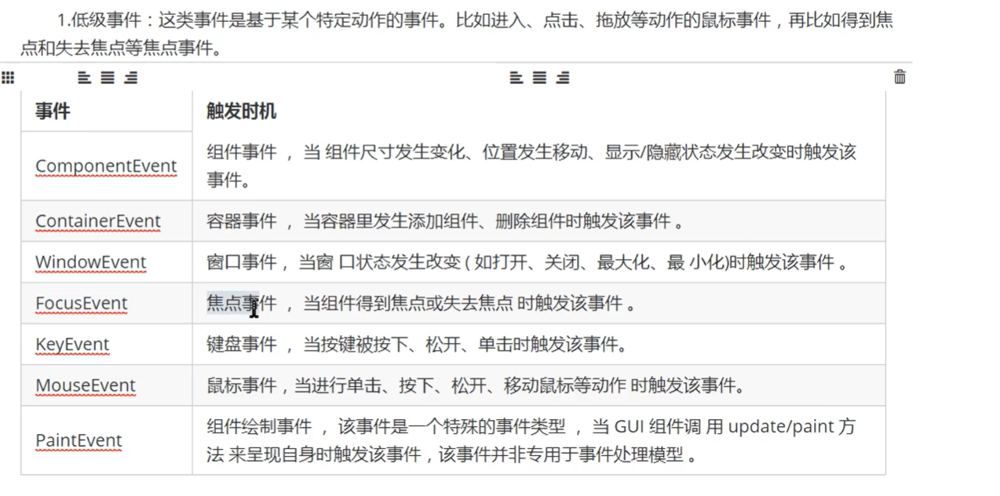 1.低级事件：这类事件是基于某个特定动作的事件。比如进入、点击、拖放等动作的鼠标事件，再比如得到焦
点和失去焦点等焦点事件。
事件 触发时机
ComponentEvent 组件事件 ， 当 组件尺寸发生变化、位置发生移动、显示/隐藏状态发生改变时触发该
事件。
ContainerEvent 容器事件 ， 当容器里发生添加组件、删除组件时触发该事件 。
WindowEvent 窗口事件， 当窗 口状态发生改变 ( 如打开、关闭、最大化、最 小化)时触发该事件 。
FocusEvent 焦点事件 ， 当组件得到焦点或失去焦点 时触发该事件 。
KeyEvent 键盘事件 ， 当按键被按下、松开、单击时触发该事件。
MouseEvent 鼠标事件，当进行单击、按下、松开、移动鼠标等动作 时触发该事件。
PaintEvent 组件绘制事件 ， 该事件是一个特殊的事件类型 ， 当 GUI 组件调 用 update/paint 方
法 来呈现自身时触发该事件，该事件并非专用于事件处理模型 。